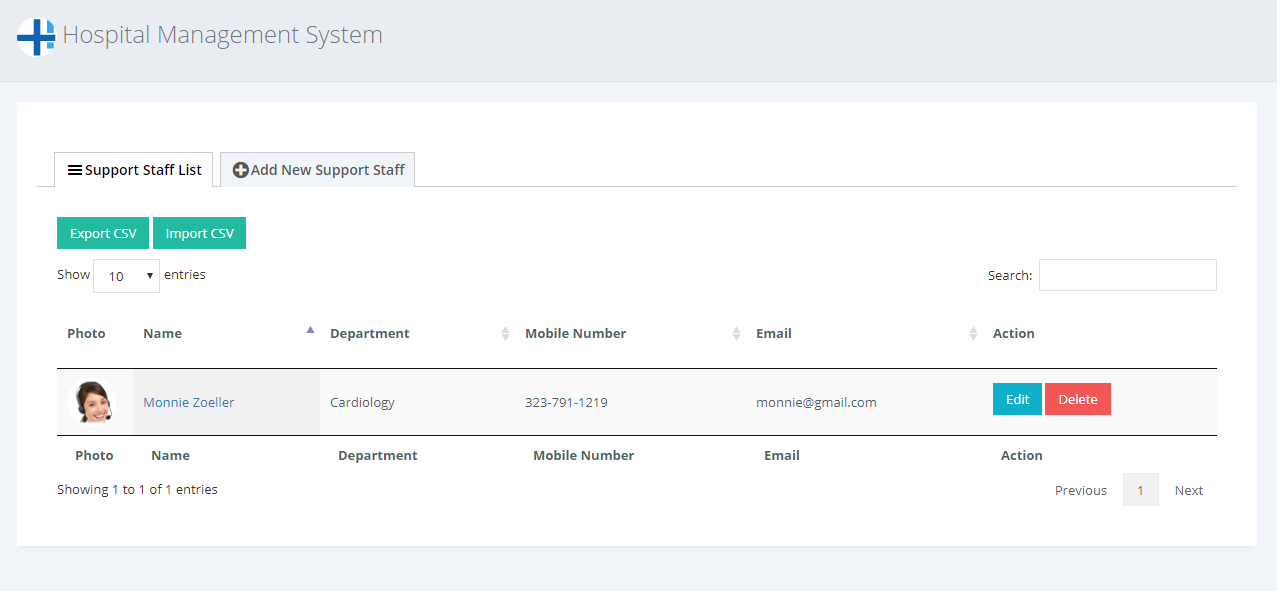 Hospital Management System
Support Staff List Add New Support Staff
Export CSV Import CSV
Show 10 entries Search:
Photo Name Department Mobile Number Email Action
Monnie Zoeller Cardiology 323-791-1219 monnie@gmail.com Edit Delete
Photo Name Department Mobile Number Email Action
Showing 1 to 1 of 1 entries Previous 1 Next